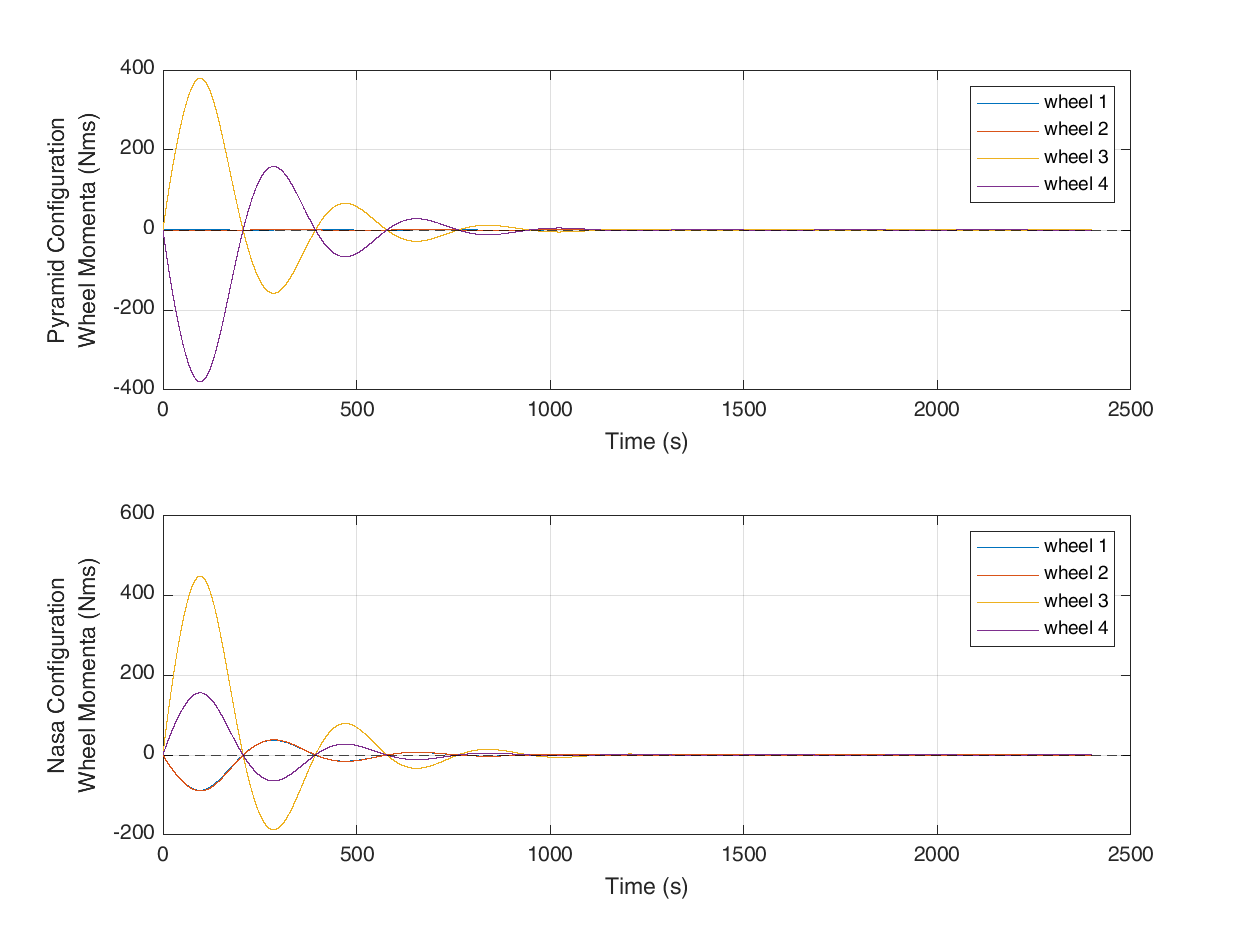 400
200
0
-200
-400
Pyramid Configuration
Wheel Momenta (Nms)
wheel 1
wheel 2
wheel 3
wheel 4
0 500 1000 1500 2000 2500
Time (s)
600
400
200
0
-200
Nasa Configuration
Wheel Momenta (Nms)
wheel 1
wheel 2
wheel 3
wheel 4
0 500 1000 1500 2000 2500
Time (s)